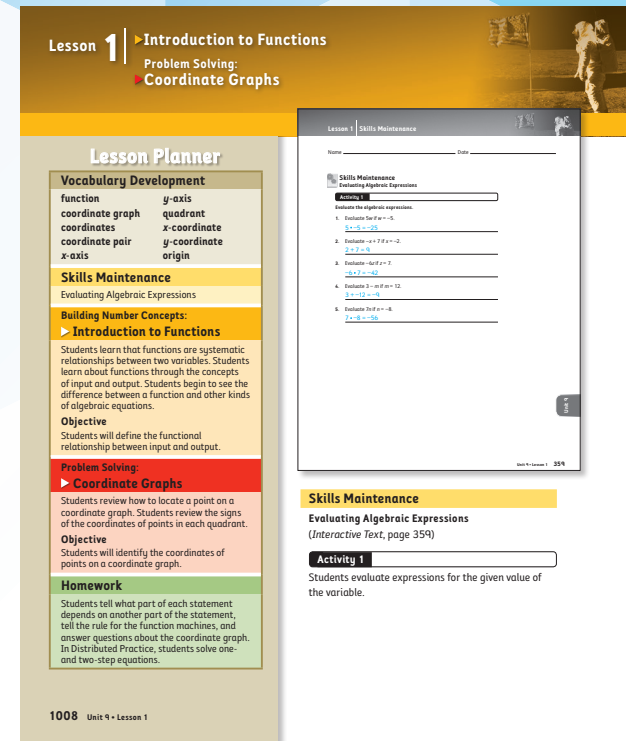 Lesson 1
Introduction to Functions
Problem Solving:
Coordinate Graphs
Lesson Planner
Vocabulary Development
function
coordinate graph
coordinates
coordinate pair
x-axis
y-axis
quadrant
x-coordinate
y-coordinate
origin
Skills Maintenance
Evaluating Algebraic Expressions
Building Number Concepts:
Introduction to Functions
Students learn that functions are systematic
relationships between two variables. Students
learn about functions through the concepts
of input and output. Students begin to see the
difference between a function and other kinds
of algebraic equations.
Objective
Students will define the functional
relationship between input and output.
Problem Solving:
Coordinate Graphs
Students review how to locate a point on a
coordinate graph. Students review the signs
of the coordinates of points in each quadrant.
Objective
Students will identify the coordinates of
points on a coordinate graph.
Homework
Students tell what part of each statement
depends on another part of the statement,
tell the rule for the function machines, and
answer questions about the coordinate graph.
In Distributed Practice, students solve one-
and two-step equations.
Lesson 1 Skills Maintenance
Name Date
Skills Maintenance
Evaluating Algebraic Expressions
Activity 1
Evaluate the algebraic expressions.
1. Evaluate 5w if w = −5.
5 • −5 = −25
2. Evaluate −x + 7 if x = −2.
2 + 7 = 9
3. Evaluate −6z if z = 7.
−6 • 7 = −42
4. Evaluate 3 − m if m = 12.
3 + −12 = −9
5. Evaluate 7n if n = −8.
7 • −8 = −56
Unit 9
Unit 9 • Lesson 1 359
Skills Maintenance
Evaluating Algebraic Expressions
(Interactive Text, page 359)
Activity 1
Students evaluate expressions for the given value of
the variable.
1008 Unit 9 • Lesson 1